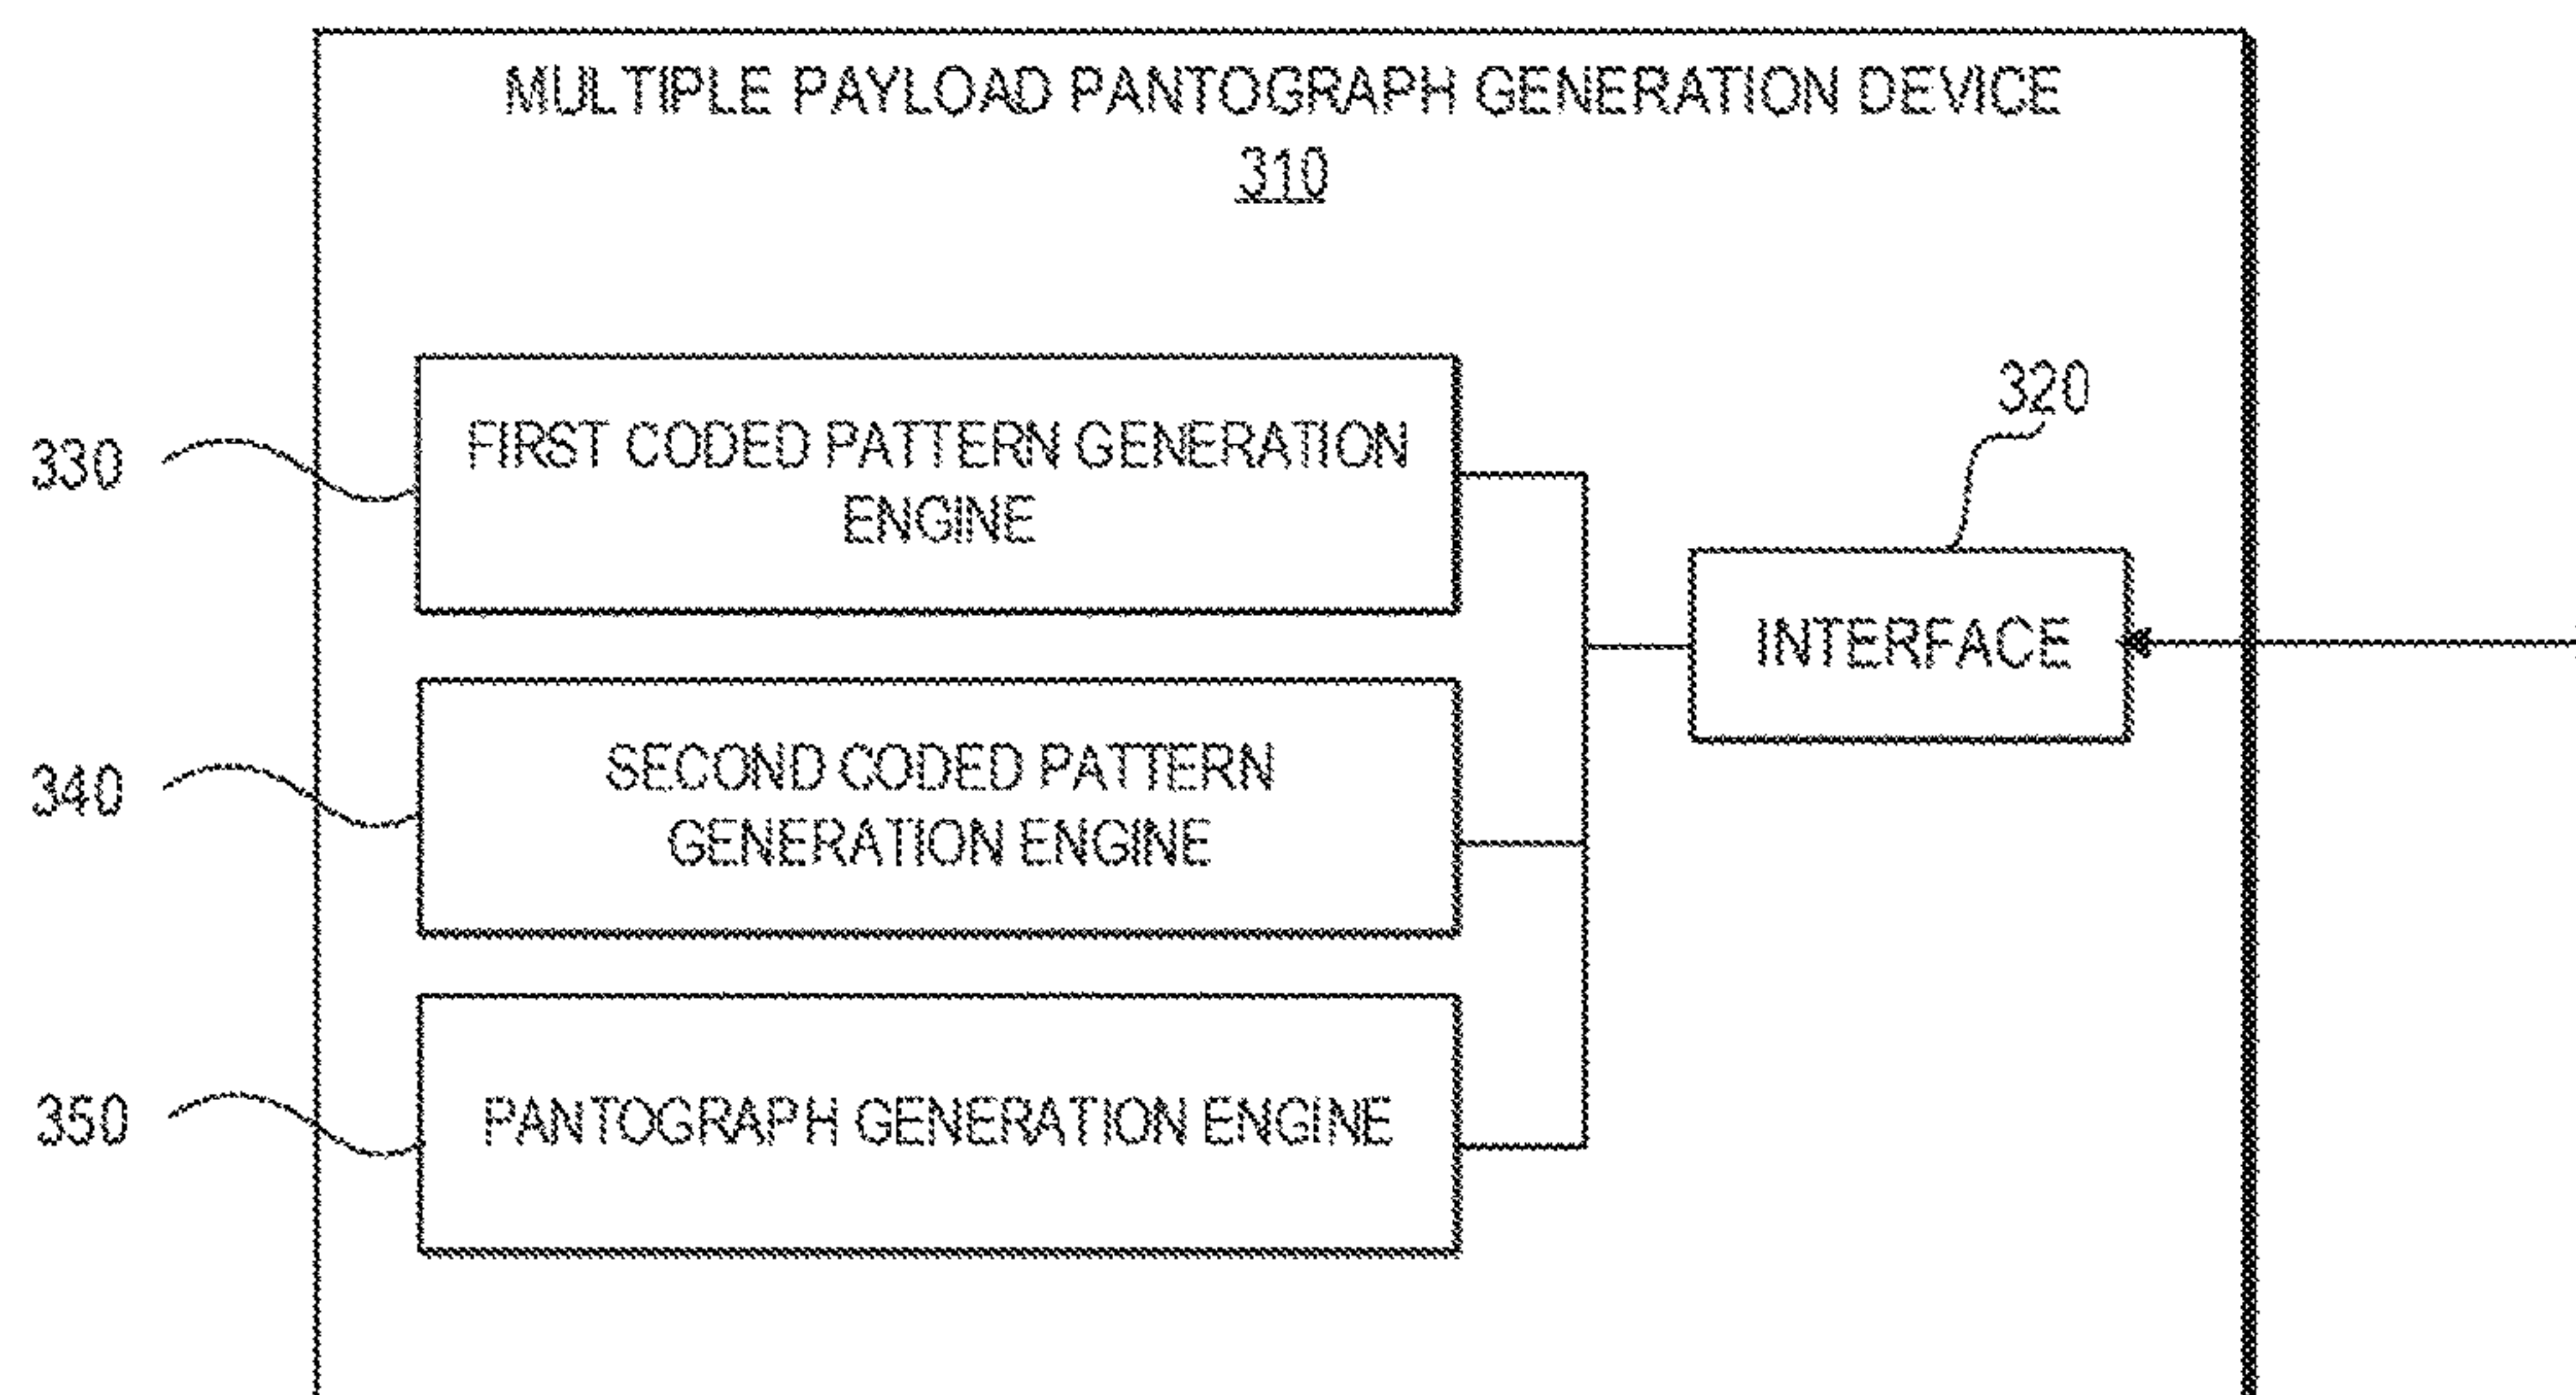 MULTIPLE PAYLOAD PANTOGRAPH GENERATION DEVICE
310
320
330
FIRST CODED PATTERN GENERATION
ENGINE
INTERFACE
340
SECOND CODED PATTERN
GENERATION ENGINE
350
PANTOGRAPH GENERATION ENGINE